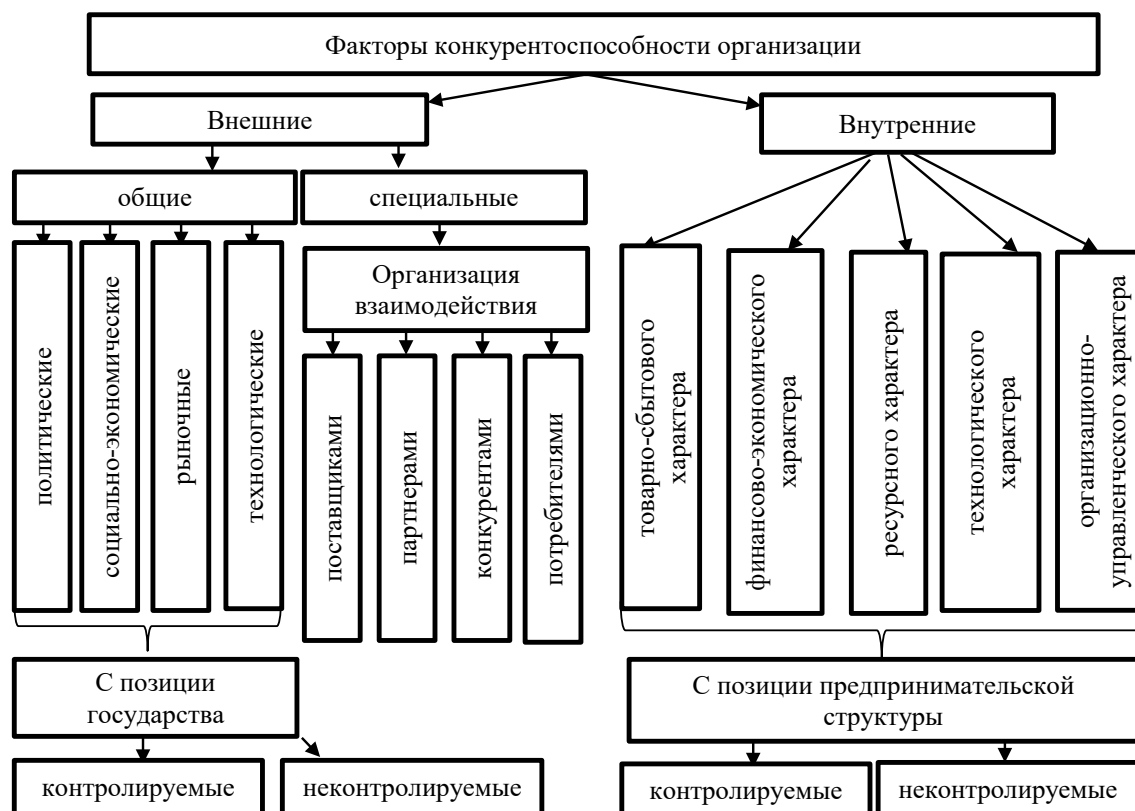 Факторы конкурентоспособности организации
Внешние
Внутренние
общие
специальные
Организация
взаимодействия
политические
социально-экономические
рыночные
технологические
поставщиками
партнерами
конкурентами
потребителями
товарно-сбытового
характера
финансово-экономического
характера
ресурсного характера
технологического
характера
организационно-
управленческого характера
С позиции
государства
С позиции предпринимательской
структуры
контролируемые
неконтролируемые
контролируемые
неконтролируемые